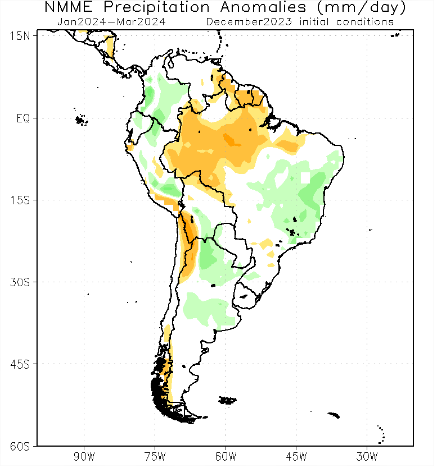 NMME Precipitation Anomalies (mm/day)
Jan2024–Mar2024 December2023 initial conditions
15N
EQ
15S
30S
45S
60S
90W 75W 60W 45W 30W